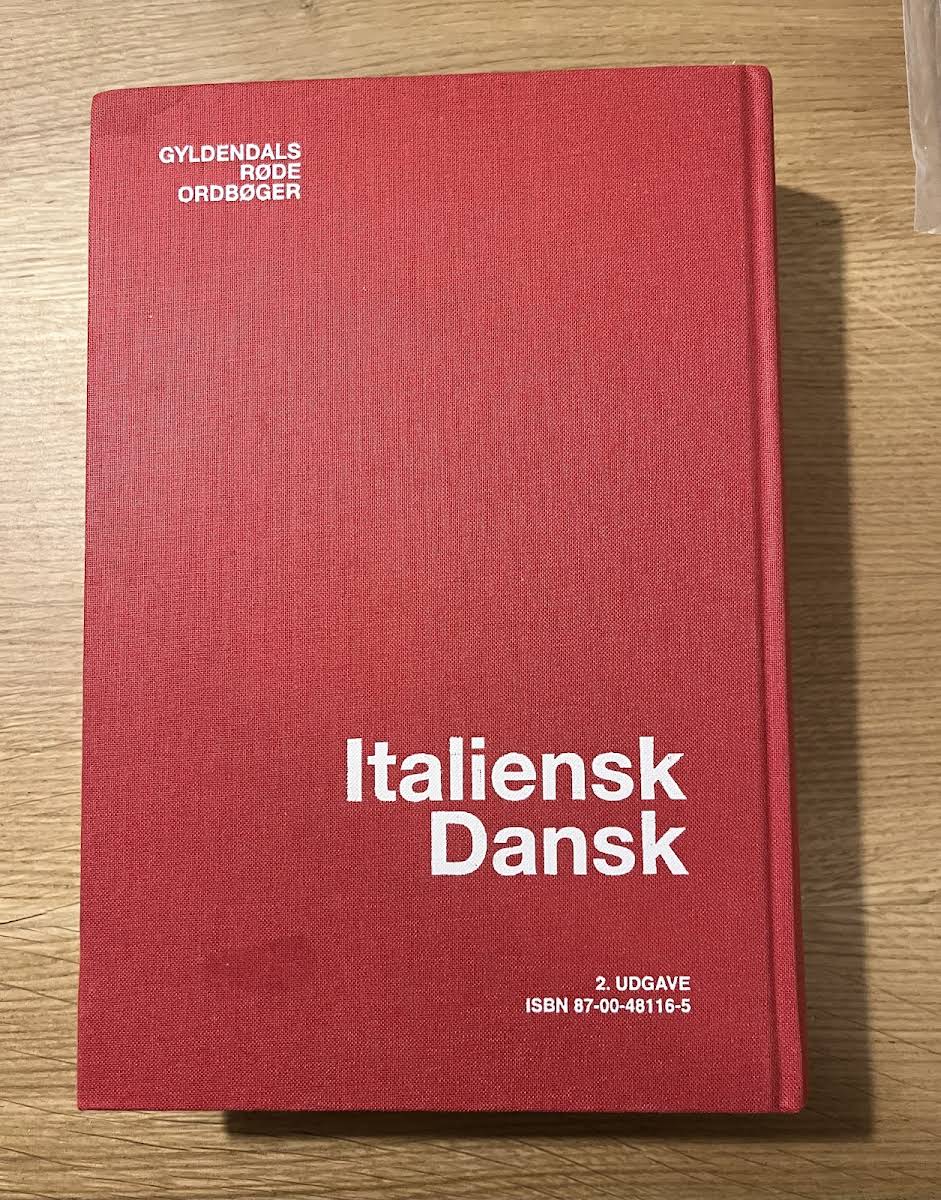 GYLDENDALS
RØDE
ORDBØGER
Italiensk
Dansk
2. UDGAVE
ISBN 87-00-48116-5